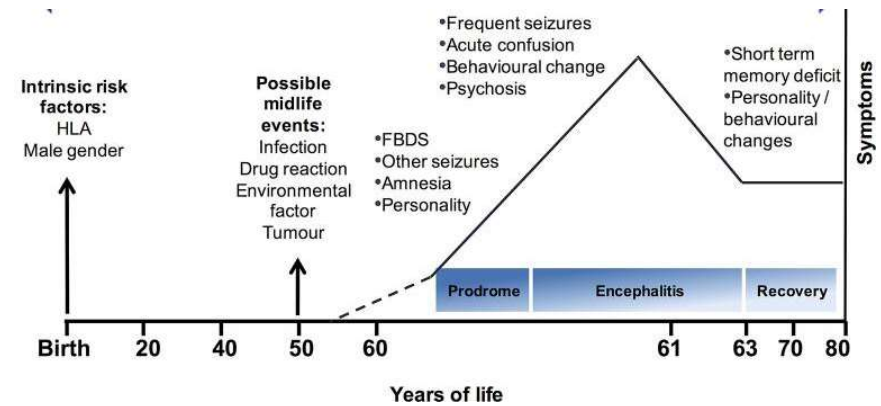 Intrinsic risk
factors:
HLA
Male gender
Possible
midlife
events:
Infection
Drug reaction
Environmental
factor
Tumour
•FBDS
•Other seizures
•Amnesia
•Personality
•Frequent seizures
•Acute confusion
•Behavioural change
•Psychosis
•Short term
memory deficit
•Personality /
behavioural
changes
Symptoms
Prodrome
Encephalitis
Recovery
Birth 20 40 50 60 61 63 70 80
Years of life